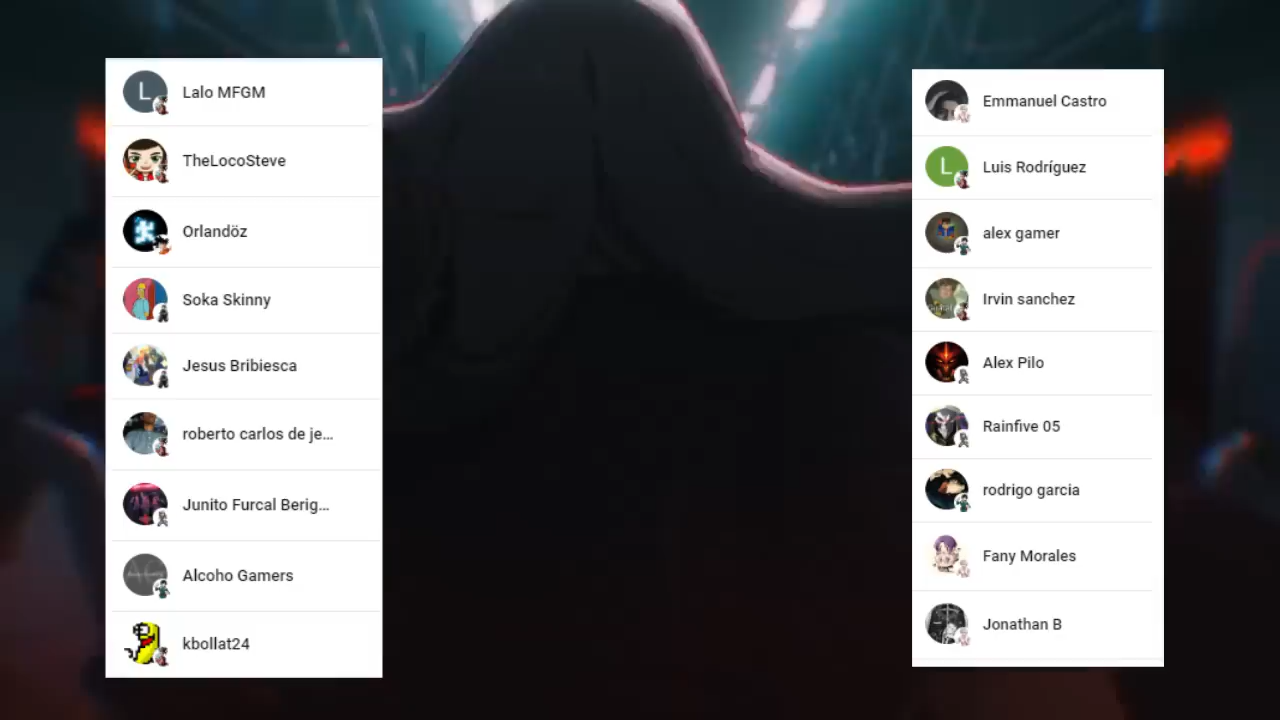 L
Lalo MFGM
TheLocoSteve
Orlandöz
Soka Skinny
Jesus Bribiesca
roberto carlos de je...
Junito Furcal Berig...
Alcoho Gamers
kbollat24
Emmanuel Castro
L
Luis Rodríguez
alex gamer
Irvin sanchez
Alex Pilo
Rainfive 05
rodrigo garcia
Fany Morales
Jonathan B